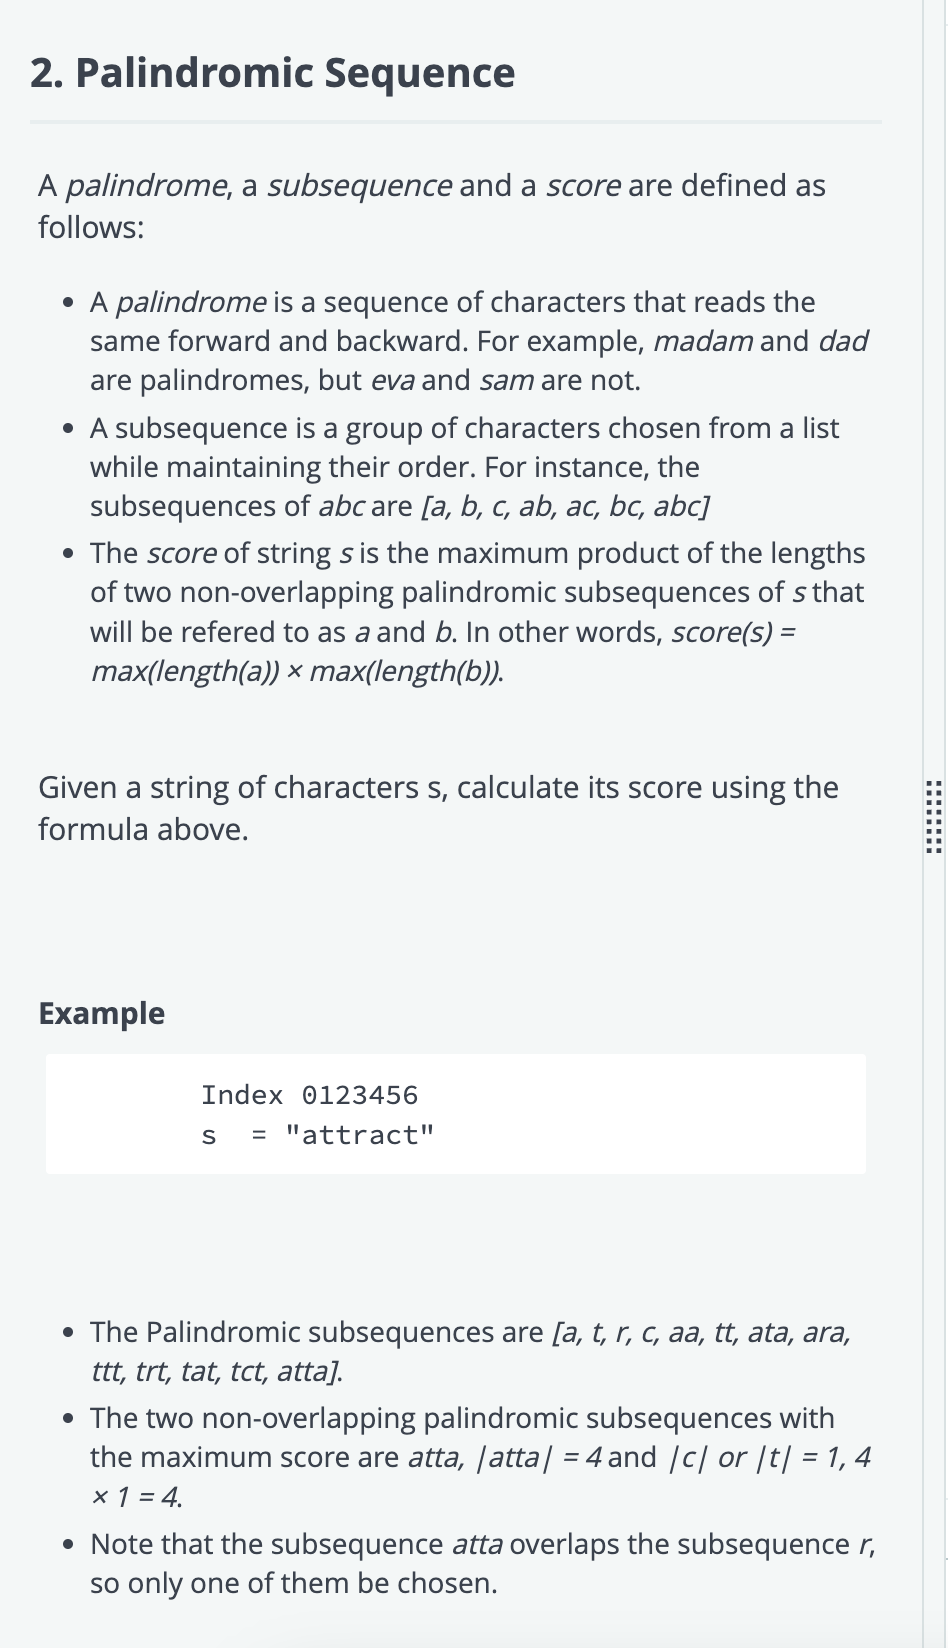 2. Palindromic Sequence
A palindrome, a subsequence and a score are defined as
follows:
• A palindrome is a sequence of characters that reads the
same forward and backward. For example, madam and dad
are palindromes, but eva and sam are not.
• A subsequence is a group of characters chosen from a list
while maintaining their order. For instance, the
subsequences of abc are [a, b, c, ab, ac, bc, abc]
• The score of string s is the maximum product of the lengths
of two non-overlapping palindromic subsequences of s that
will be refered to as a and b. In other words, score(s) =
max(length(a)) × max(length(b)).
Given a string of characters s, calculate its score using the
formula above.
Example
Index 0123456
s  = "attract"
• The Palindromic subsequences are [a, t, r, c, aa, tt, ata, ara,
ttt, trt, tat, tct, atta].
• The two non-overlapping palindromic subsequences with
the maximum score are atta, |atta| = 4 and |c| or |t| = 1, 4
× 1 = 4.
• Note that the subsequence atta overlaps the subsequence r,
so only one of them be chosen.